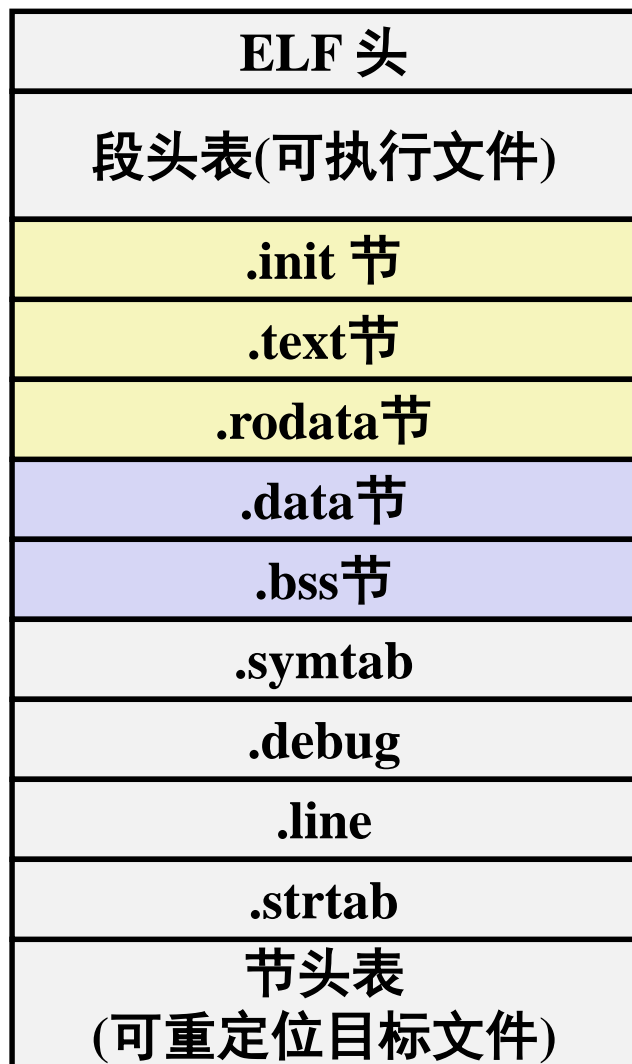 ELF 头
段头表(可执行文件)
.init 节
.text节
.rodata节
.data节
.bss节
.symtab
.debug
.line
.strtab
节头表
(可重定位目标文件)